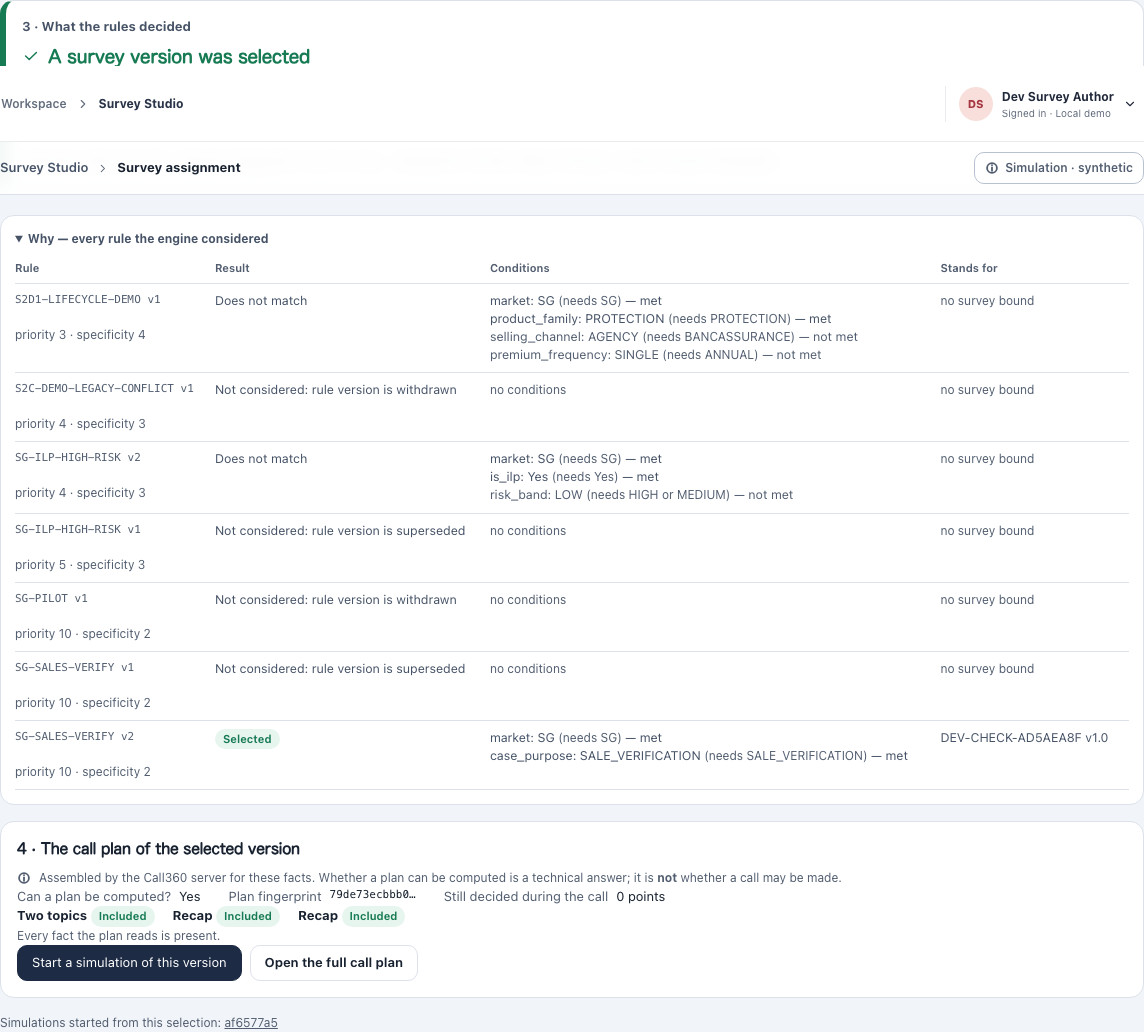 3 · What the rules decided
✓ A survey version was selected
Workspace > Survey Studio
DS Dev Survey Author
Signed in · Local demo
Survey Studio > Survey assignment
Simulation · synthetic
▼ Why — every rule the engine considered
Rule Result Conditions Stands for
S2D1-LIFECYCLE-DEMO v1 Does not match market: SG (needs SG) — met no survey bound
product_family: PROTECTION (needs PROTECTION) — met
priority 3 · specificity 4 selling_channel: AGENCY (needs BANCASSURANCE) — not met
premium_frequency: SINGLE (needs ANNUAL) — not met
S2C-DEMO-LEGACY-CONFLICT v1 Not considered: rule version is withdrawn no conditions no survey bound
priority 4 · specificity 3
SG-ILP-HIGH-RISK v2 Does not match market: SG (needs SG) — met no survey bound
is_ilp: Yes (needs Yes) — met
priority 4 · specificity 3 risk_band: LOW (needs HIGH or MEDIUM) — not met
SG-ILP-HIGH-RISK v1 Not considered: rule version is superseded no conditions no survey bound
priority 5 · specificity 3
SG-PILOT v1 Not considered: rule version is withdrawn no conditions no survey bound
priority 10 · specificity 2
SG-SALES-VERIFY v1 Not considered: rule version is superseded no conditions no survey bound
priority 10 · specificity 2
SG-SALES-VERIFY v2 Selected market: SG (needs SG) — met DEV-CHECK-AD5AEA8F v1.0
case_purpose: SALE_VERIFICATION (needs SALE_VERIFICATION) — met
priority 10 · specificity 2
4 · The call plan of the selected version
Assembled by the Call360 server for these facts. Whether a plan can be computed is a technical answer; it is not whether a call may be made.
Can a plan be computed? Yes Plan fingerprint 79de73ecbbb0… Still decided during the call 0 points
Two topics Included Recap Included Recap Included
Every fact the plan reads is present.
Start a simulation of this version Open the full call plan
Simulations started from this selection: af6577a5